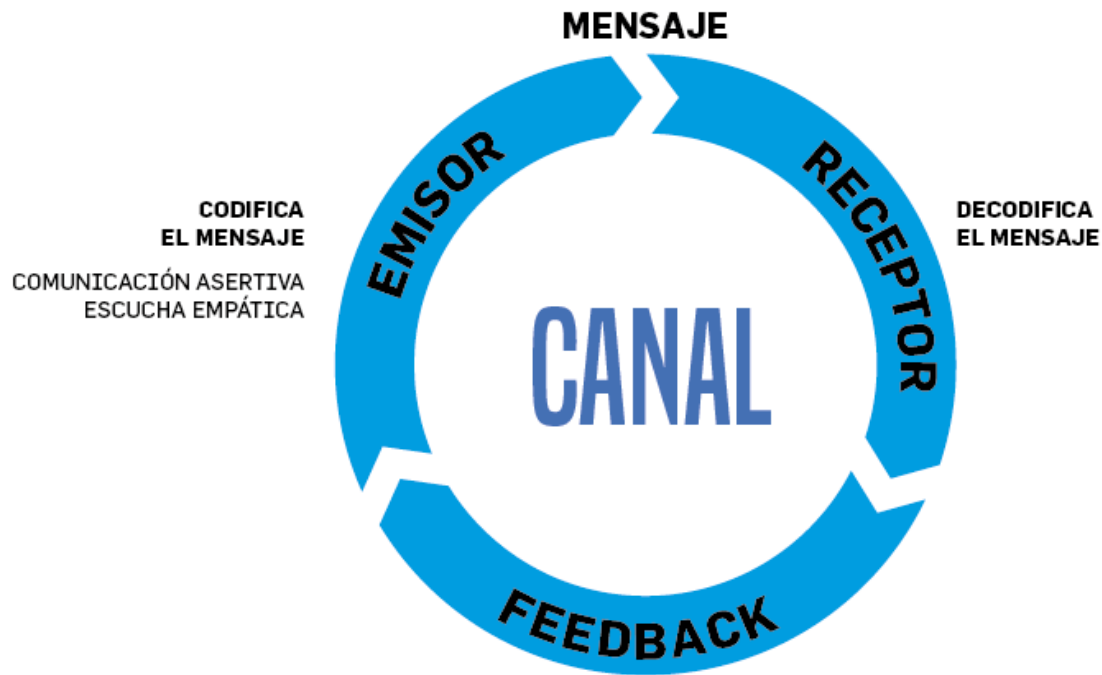 MENSAJE
EMISOR
RECEPTOR
CODIFICA
EL MENSAJE
COMUNICACIÓN ASERTIVA
ESCUCHA EMPÁTICA
DECODIFICA
EL MENSAJE
CANAL
FEEDBACK